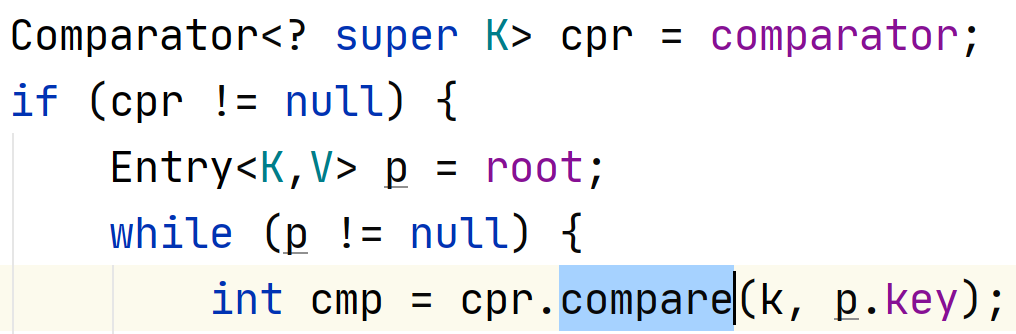 Comparator<? super K> cpr = comparator;
if (cpr != null) {
    Entry<K,V> p = root;
    while (p != null) {
        int cmp = cpr.compare(k, p.key);